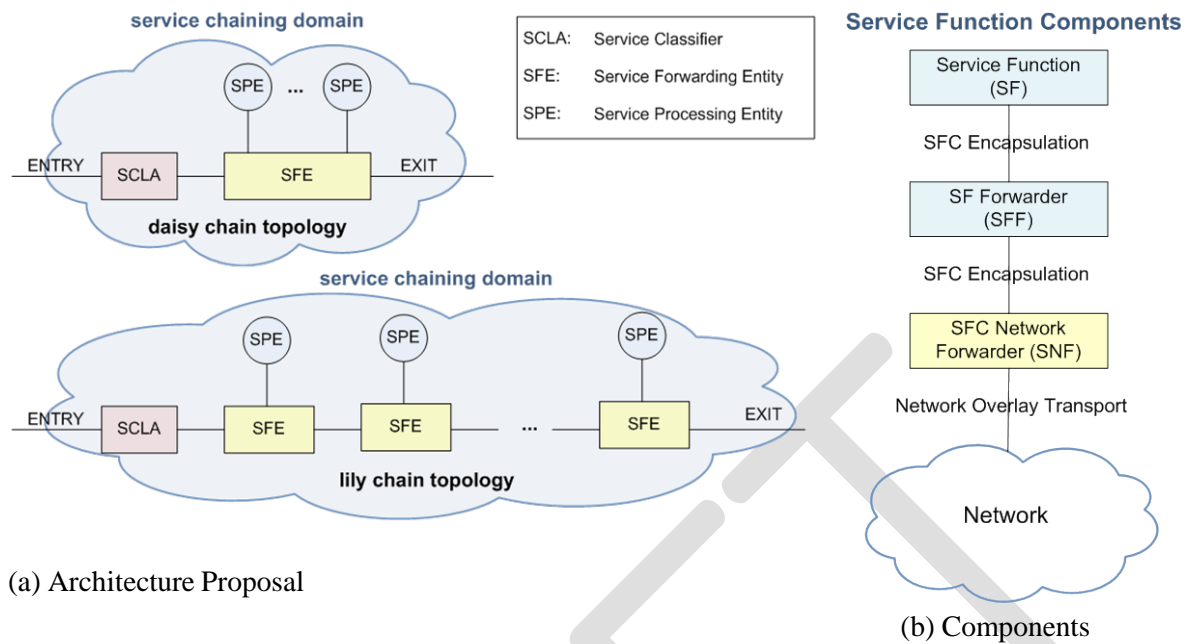 service chaining domain
SPE ... SPE
ENTRY SCLA SFE EXIT
daisy chain topology
SCLA: Service Classifier
SFE: Service Forwarding Entity
SPE: Service Processing Entity
service chaining domain
SPE SPE SPE
ENTRY SCLA SFE SFE ... SFE EXIT
lily chain topology
(a) Architecture Proposal
Service Function Components
Service Function
(SF)
SFC Encapsulation
SF Forwarder
(SFF)
SFC Encapsulation
SFC Network
Forwarder (SNF)
Network Overlay Transport
Network
(b) Components